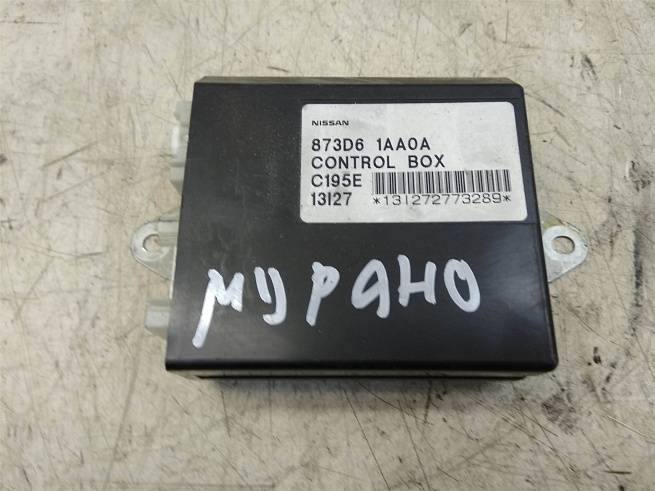 NISSAN
873D6 1AA0A
CONTROL BOX
C195E
13I27 *131272773289*
МУРАНО